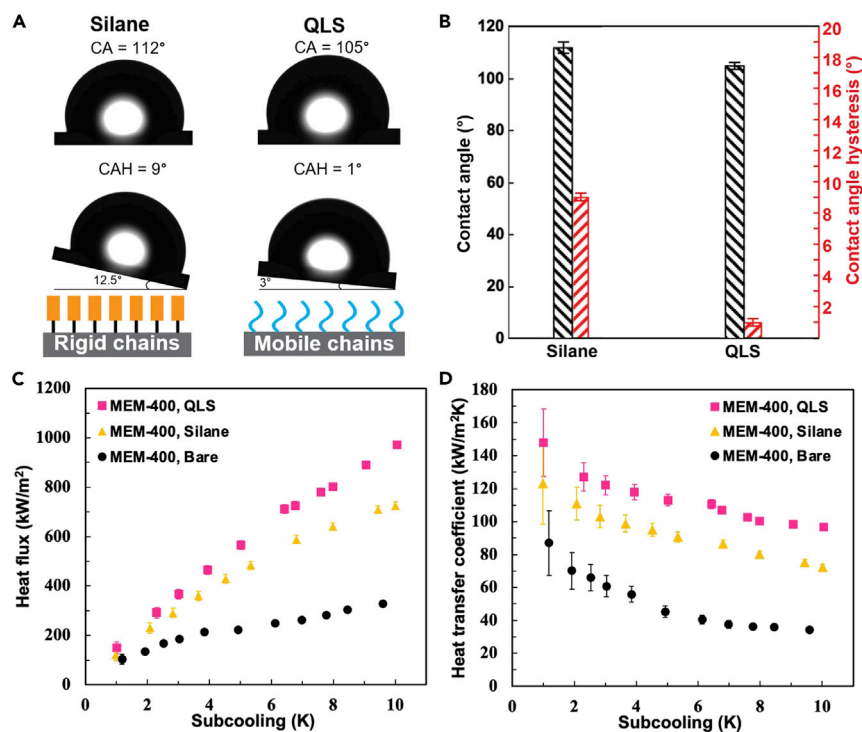 A
Silane
CA = 112°
QLS
CA = 105°
CAH = 9°
CAH = 1°
12.5°
3°
Rigid chains
Mobile chains
B
Contact angle (°)
120
100
80
60
40
20
0
Silane
QLS
20
18
16
14
12
10
8
6
4
2
Contact angle hysteresis (°)
C
Heat flux (kW/m²)
1200
1000
800
600
400
200
0
MEM-400, QLS
MEM-400, Silane
MEM-400, Bare
0 2 4 6 8 10
Subcooling (K)
D
Heat transfer coefficient (kW/m²K)
180
160
140
120
100
80
60
40
20
0
MEM-400, QLS
MEM-400, Silane
MEM-400, Bare
0 2 4 6 8 10
Subcooling (K)